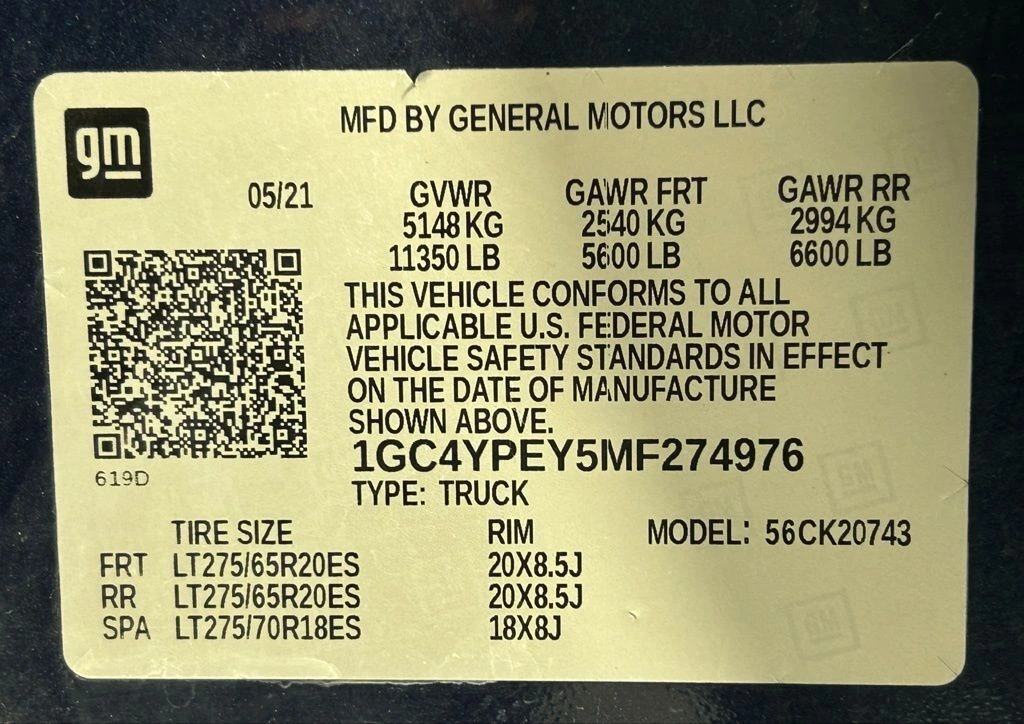 gm
MFD BY GENERAL MOTORS LLC
05/21 GVWR GAWR FRT GAWR RR
5148 KG 2540 KG 2994 KG
11350 LB 5600 LB 6600 LB
THIS VEHICLE CONFORMS TO ALL
APPLICABLE U.S. FEDERAL MOTOR
VEHICLE SAFETY STANDARDS IN EFFECT
ON THE DATE OF MANUFACTURE
SHOWN ABOVE.
1GC4YPEY5MF274976
619D
TYPE: TRUCK
TIRE SIZE RIM MODEL: 56CK20743
FRT LT275/65R20ES 20X8.5J
RR LT275/65R20ES 20X8.5J
SPA LT275/70R18ES 18X8J